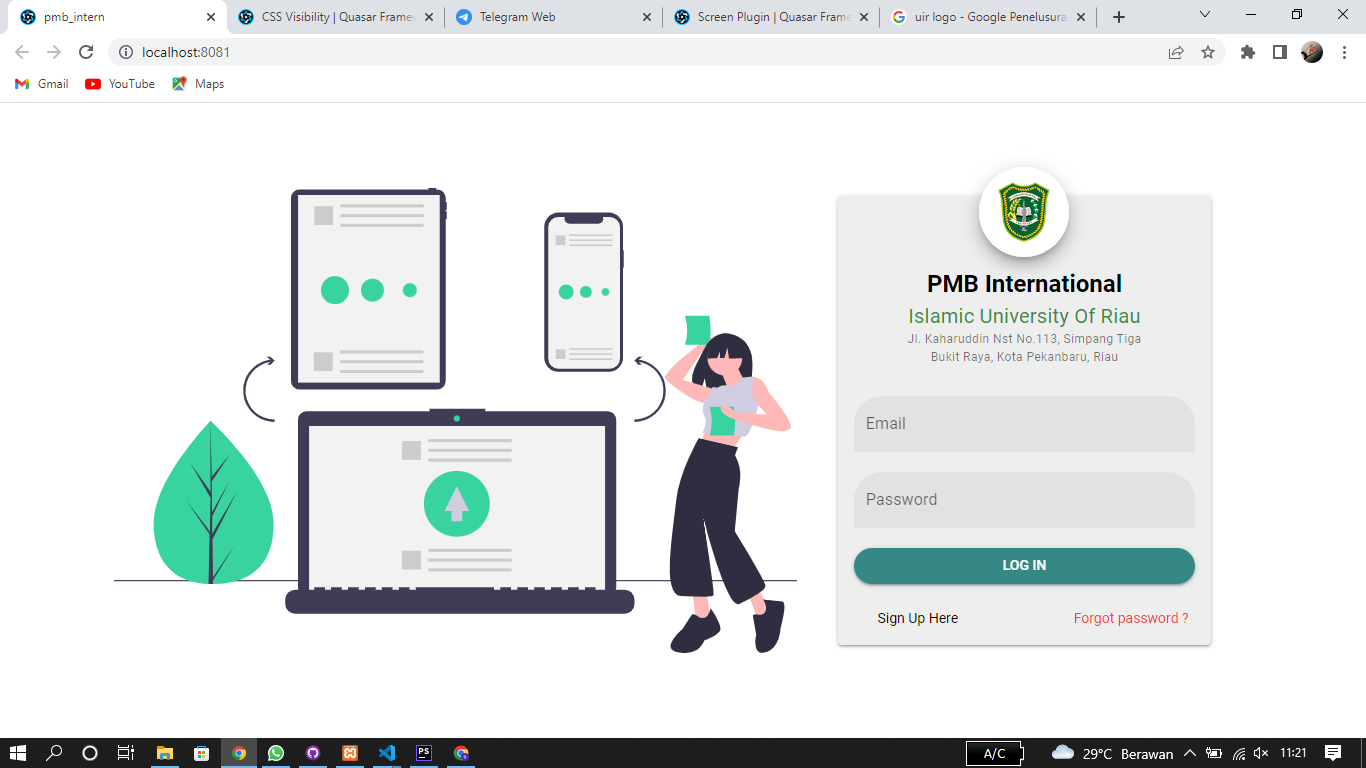 pmb_intern
CSS Visibility | Quasar Frame
Telegram Web
Screen Plugin | Quasar Frame
uir logo - Google Penelusura
localhost:8081
Gmail
YouTube
Maps
PMB International
Islamic University Of Riau
Jl. Kaharuddin Nst No.113, Simpang Tiga
Bukit Raya, Kota Pekanbaru, Riau
Email
Password
LOG IN
Sign Up Here
Forgot password ?
PS
A/C
29°C Berawan
11:21